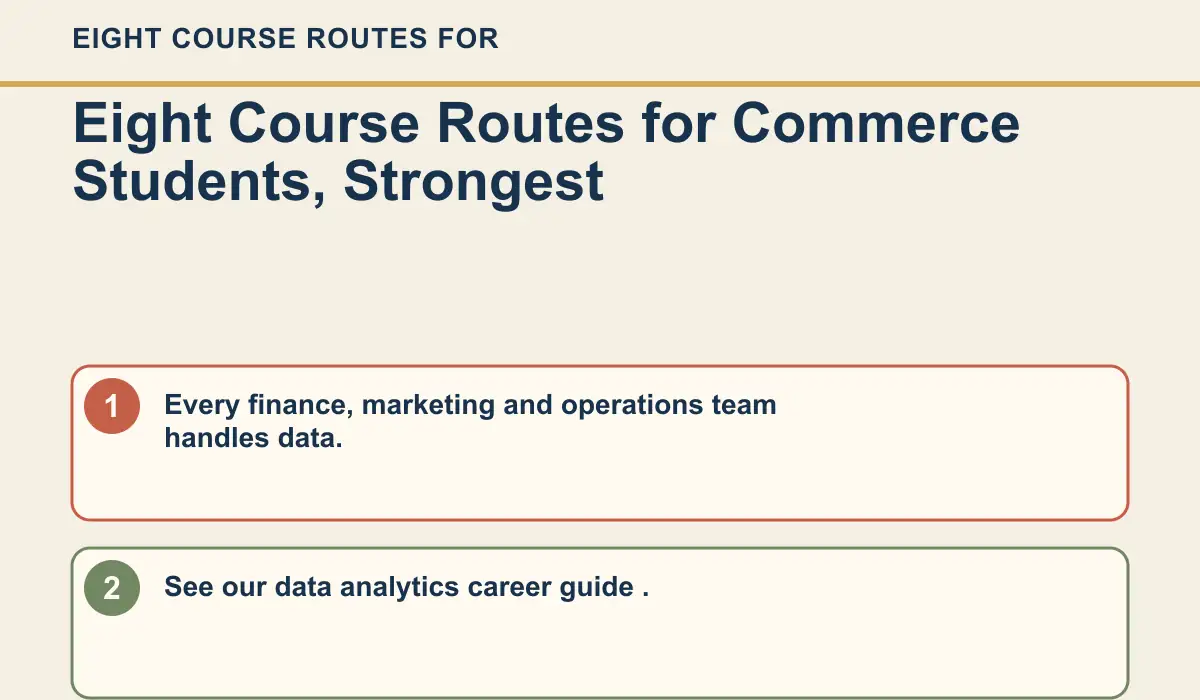 EIGHT COURSE ROUTES FOR
Eight Course Routes for Commerce
Students, Strongest
1
Every finance, marketing and operations team
handles data.
2
See our data analytics career guide .